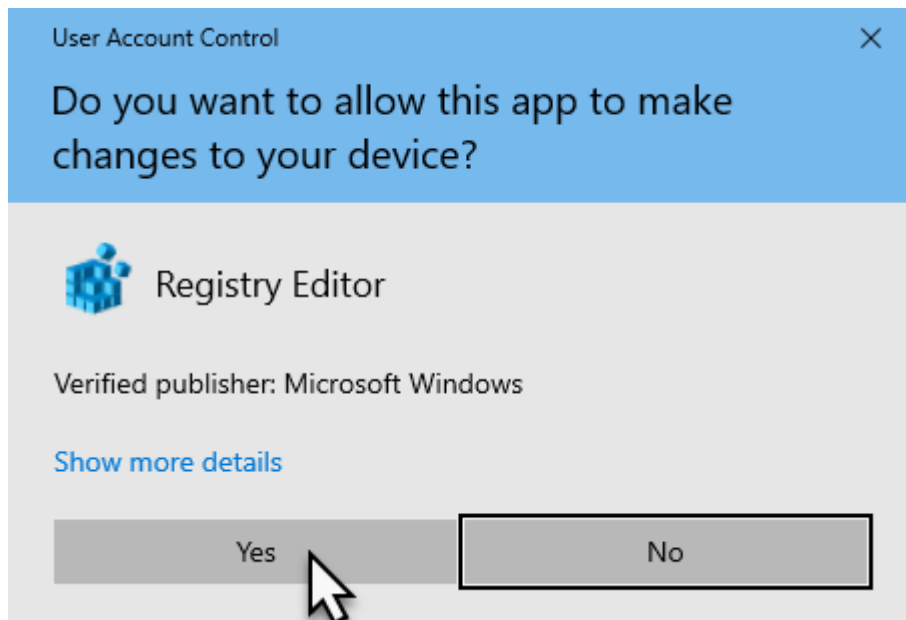 User Account Control
Do you want to allow this app to make
changes to your device?
Registry Editor
Verified publisher: Microsoft Windows
Show more details
Yes
No